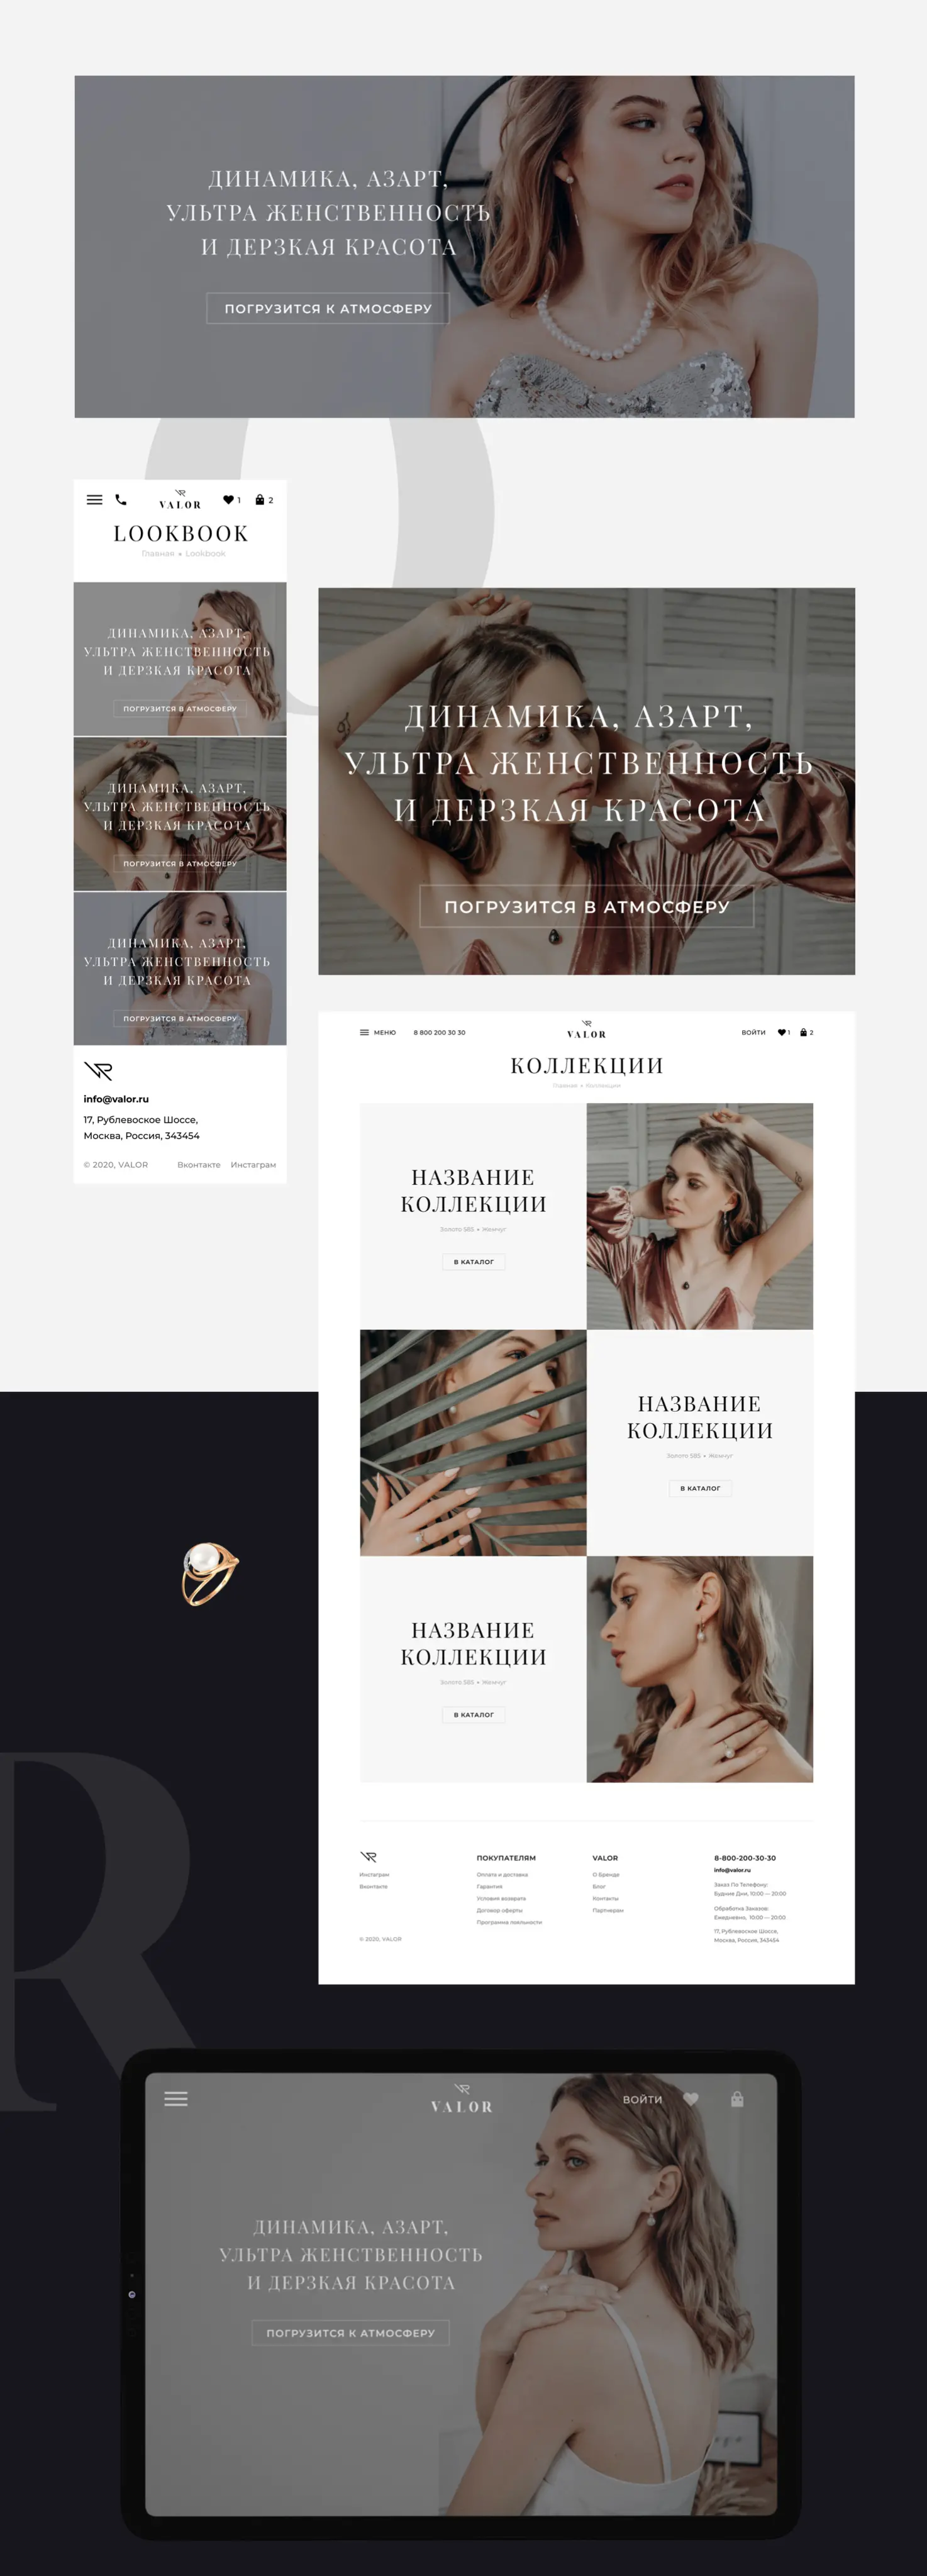 ДИНАМИКА, АЗАРТ,
УЛЬТРА ЖЕНСТВЕННОСТЬ
И ДЕРЗКАЯ КРАСОТА
ПОГРУЗИТСЯ К АТМОСФЕРУ
1
VALOR
2
LOOKBOOK
Главная • Lookbook
ДИНАМИКА, АЗАРТ,
УЛЬТРА ЖЕНСТВЕННОСТЬ
И ДЕРЗКАЯ КРАСОТА
ПОГРУЗИТСЯ В АТМОСФЕРУ
ДИНАМИКА, АЗАРТ,
УЛЬТРА ЖЕНСТВЕННОСТЬ
И ДЕРЗКАЯ КРАСОТА
ПОГРУЗИТСЯ В АТМОСФЕРУ
ДИНАМИКА, АЗАРТ,
УЛЬТРА ЖЕНСТВЕННОСТЬ
И ДЕРЗКАЯ КРАСОТА
ПОГРУЗИТСЯ В АТМОСФЕРУ
info@valor.ru
17, Рублевоское Шоссе,
Москва, Россия, 343454
© 2020, VALOR Вконтакте Инстаграм
ДИНАМИКА, АЗАРТ,
УЛЬТРА ЖЕНСТВЕННОСТЬ
И ДЕРЗКАЯ КРАСОТА
ПОГРУЗИТСЯ В АТМОСФЕРУ
МЕНЮ 8 800 200 30 30 VALOR ВОЙТИ 1 2
КОЛЛЕКЦИИ
Главная • Коллекции
НАЗВАНИЕ
КОЛЛЕКЦИИ
Золото 585 • Жемчуг
В КАТАЛОГ
НАЗВАНИЕ
КОЛЛЕКЦИИ
Золото 585 • Жемчуг
В КАТАЛОГ
НАЗВАНИЕ
КОЛЛЕКЦИИ
Золото 585 • Жемчуг
В КАТАЛОГ
Инстаграм
Вконтакте
© 2020, VALOR
ПОКУПАТЕЛЯМ
Оплата и доставка
Гарантия
Условия возврата
Договор оферты
Программа лояльности
VALOR
О бренде
Блог
Контакты
Партнерам
8-800-200-30-30
info@valor.ru
Заказ По Телефону:
Будние Дни, 10:00 — 20:00
Обработка Заказов:
Ежедневно, 10:00 — 20:00
17, Рублевоское Шоссе,
Москва, Россия, 343454
R
VALOR
ВОЙТИ
ДИНАМИКА, АЗАРТ,
УЛЬТРА ЖЕНСТВЕННОСТЬ
И ДЕРЗКАЯ КРАСОТА
ПОГРУЗИТСЯ К АТМОСФЕРУ